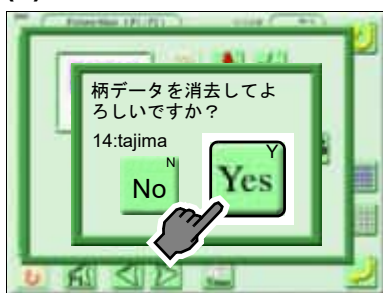 柄データを消去してよ
ろしいですか？
14:tajima
N
No
Y
Yes